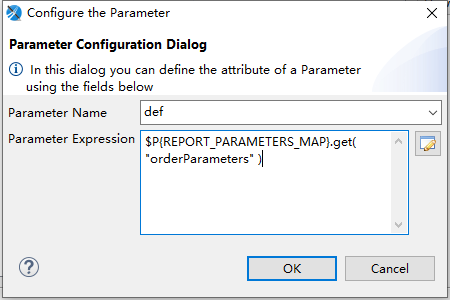 Configure the Parameter
Parameter Configuration Dialog
In this dialog you can define the attribute of a Parameter
using the fields below
Parameter Name
def
Parameter Expression
$P{REPORT_PARAMETERS_MAP}.get(
"orderParameters" )
?
OK
Cancel